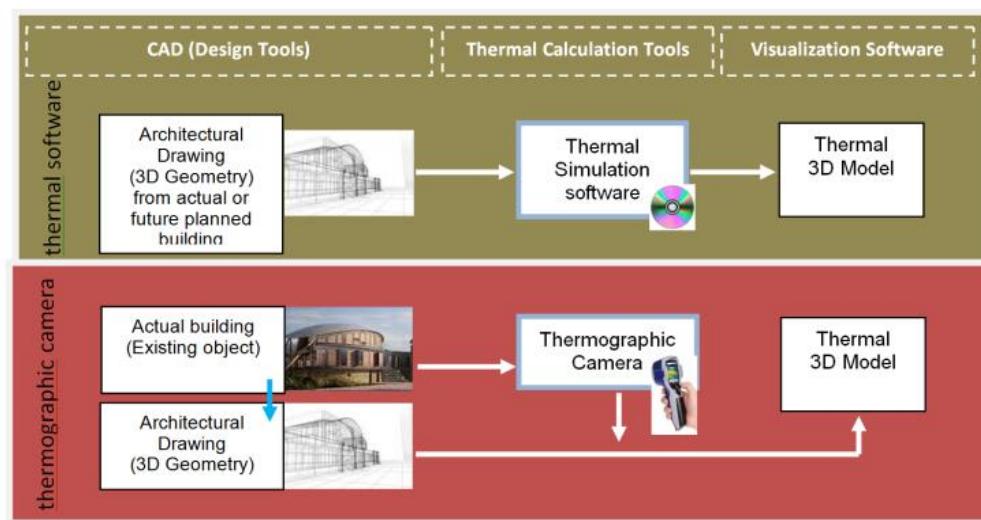 CAD (Design Tools)
Thermal Calculation Tools
Visualization Software
thermal software
Architectural
Drawing
(3D Geometry)
from actual or
future planned
building
Thermal
Simulation
software
Thermal
3D Model
thermographic camera
Actual building
(Existing object)
Thermographic
Camera
Thermal
3D Model
Architectural
Drawing
(3D Geometry)